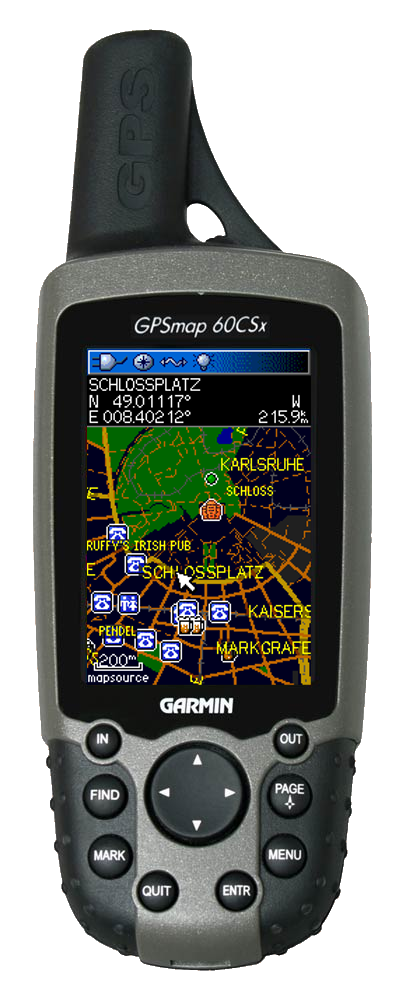 GPS
GPSmap 60CSx
SCHLOSSPLATZ
N 49.01117° W
E 008.40212° 215.9km
KARLSRUHE
SCHLOSS
RUFFY'S IRISH PUB
E SCHLOSSPLATZ
KAISERS
PENDEL
MARKGRAFE
200m
mapsource
GARMIN
IN OUT
FIND PAGE
MARK MENU
QUIT ENTR